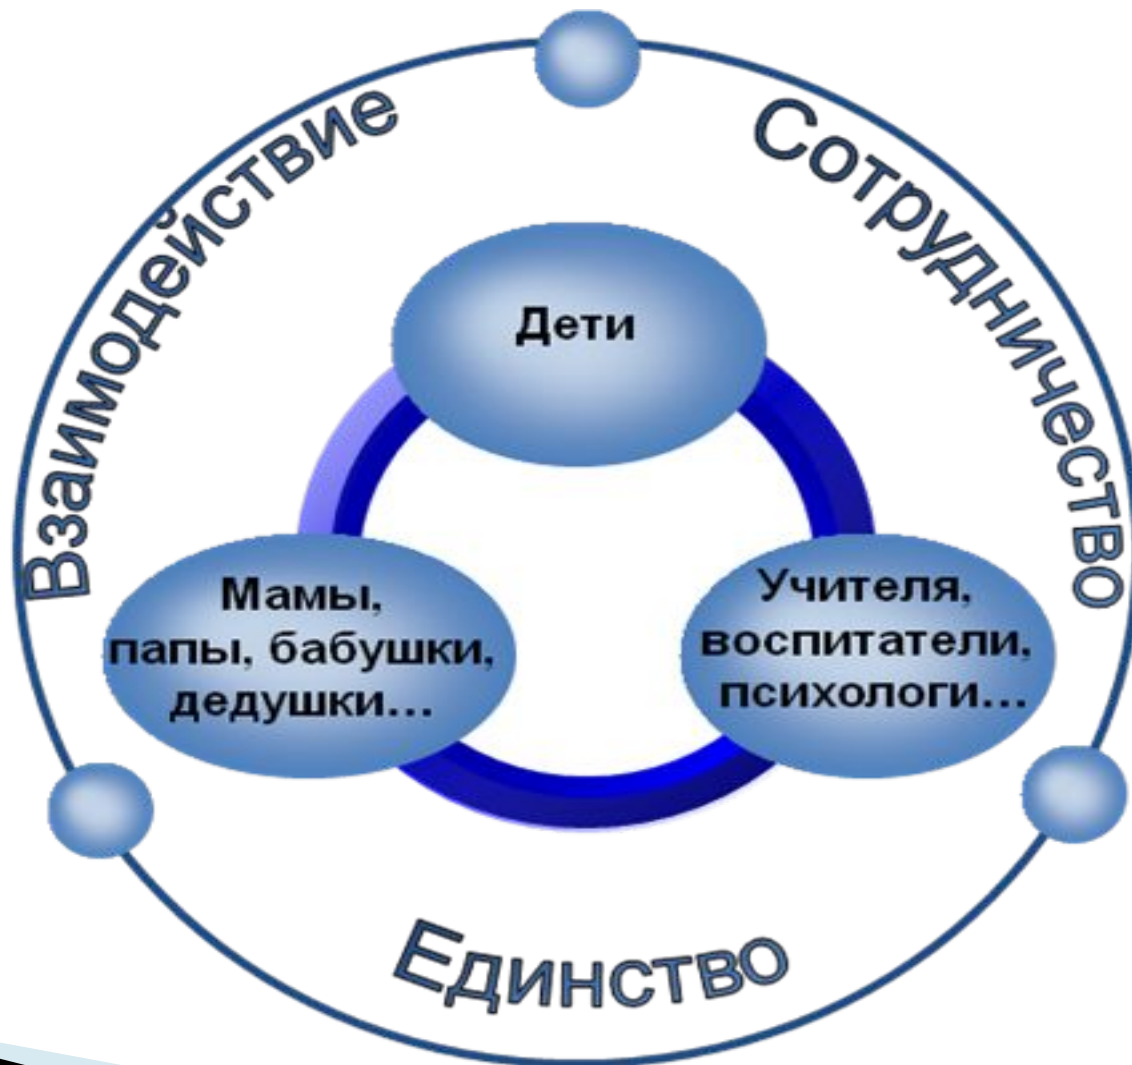 Взаимодействие
Сотрудничество
Дети
Мамы,
папы, бабушки,
дедушки...
Учителя,
воспитатели,
психологи...
Единство